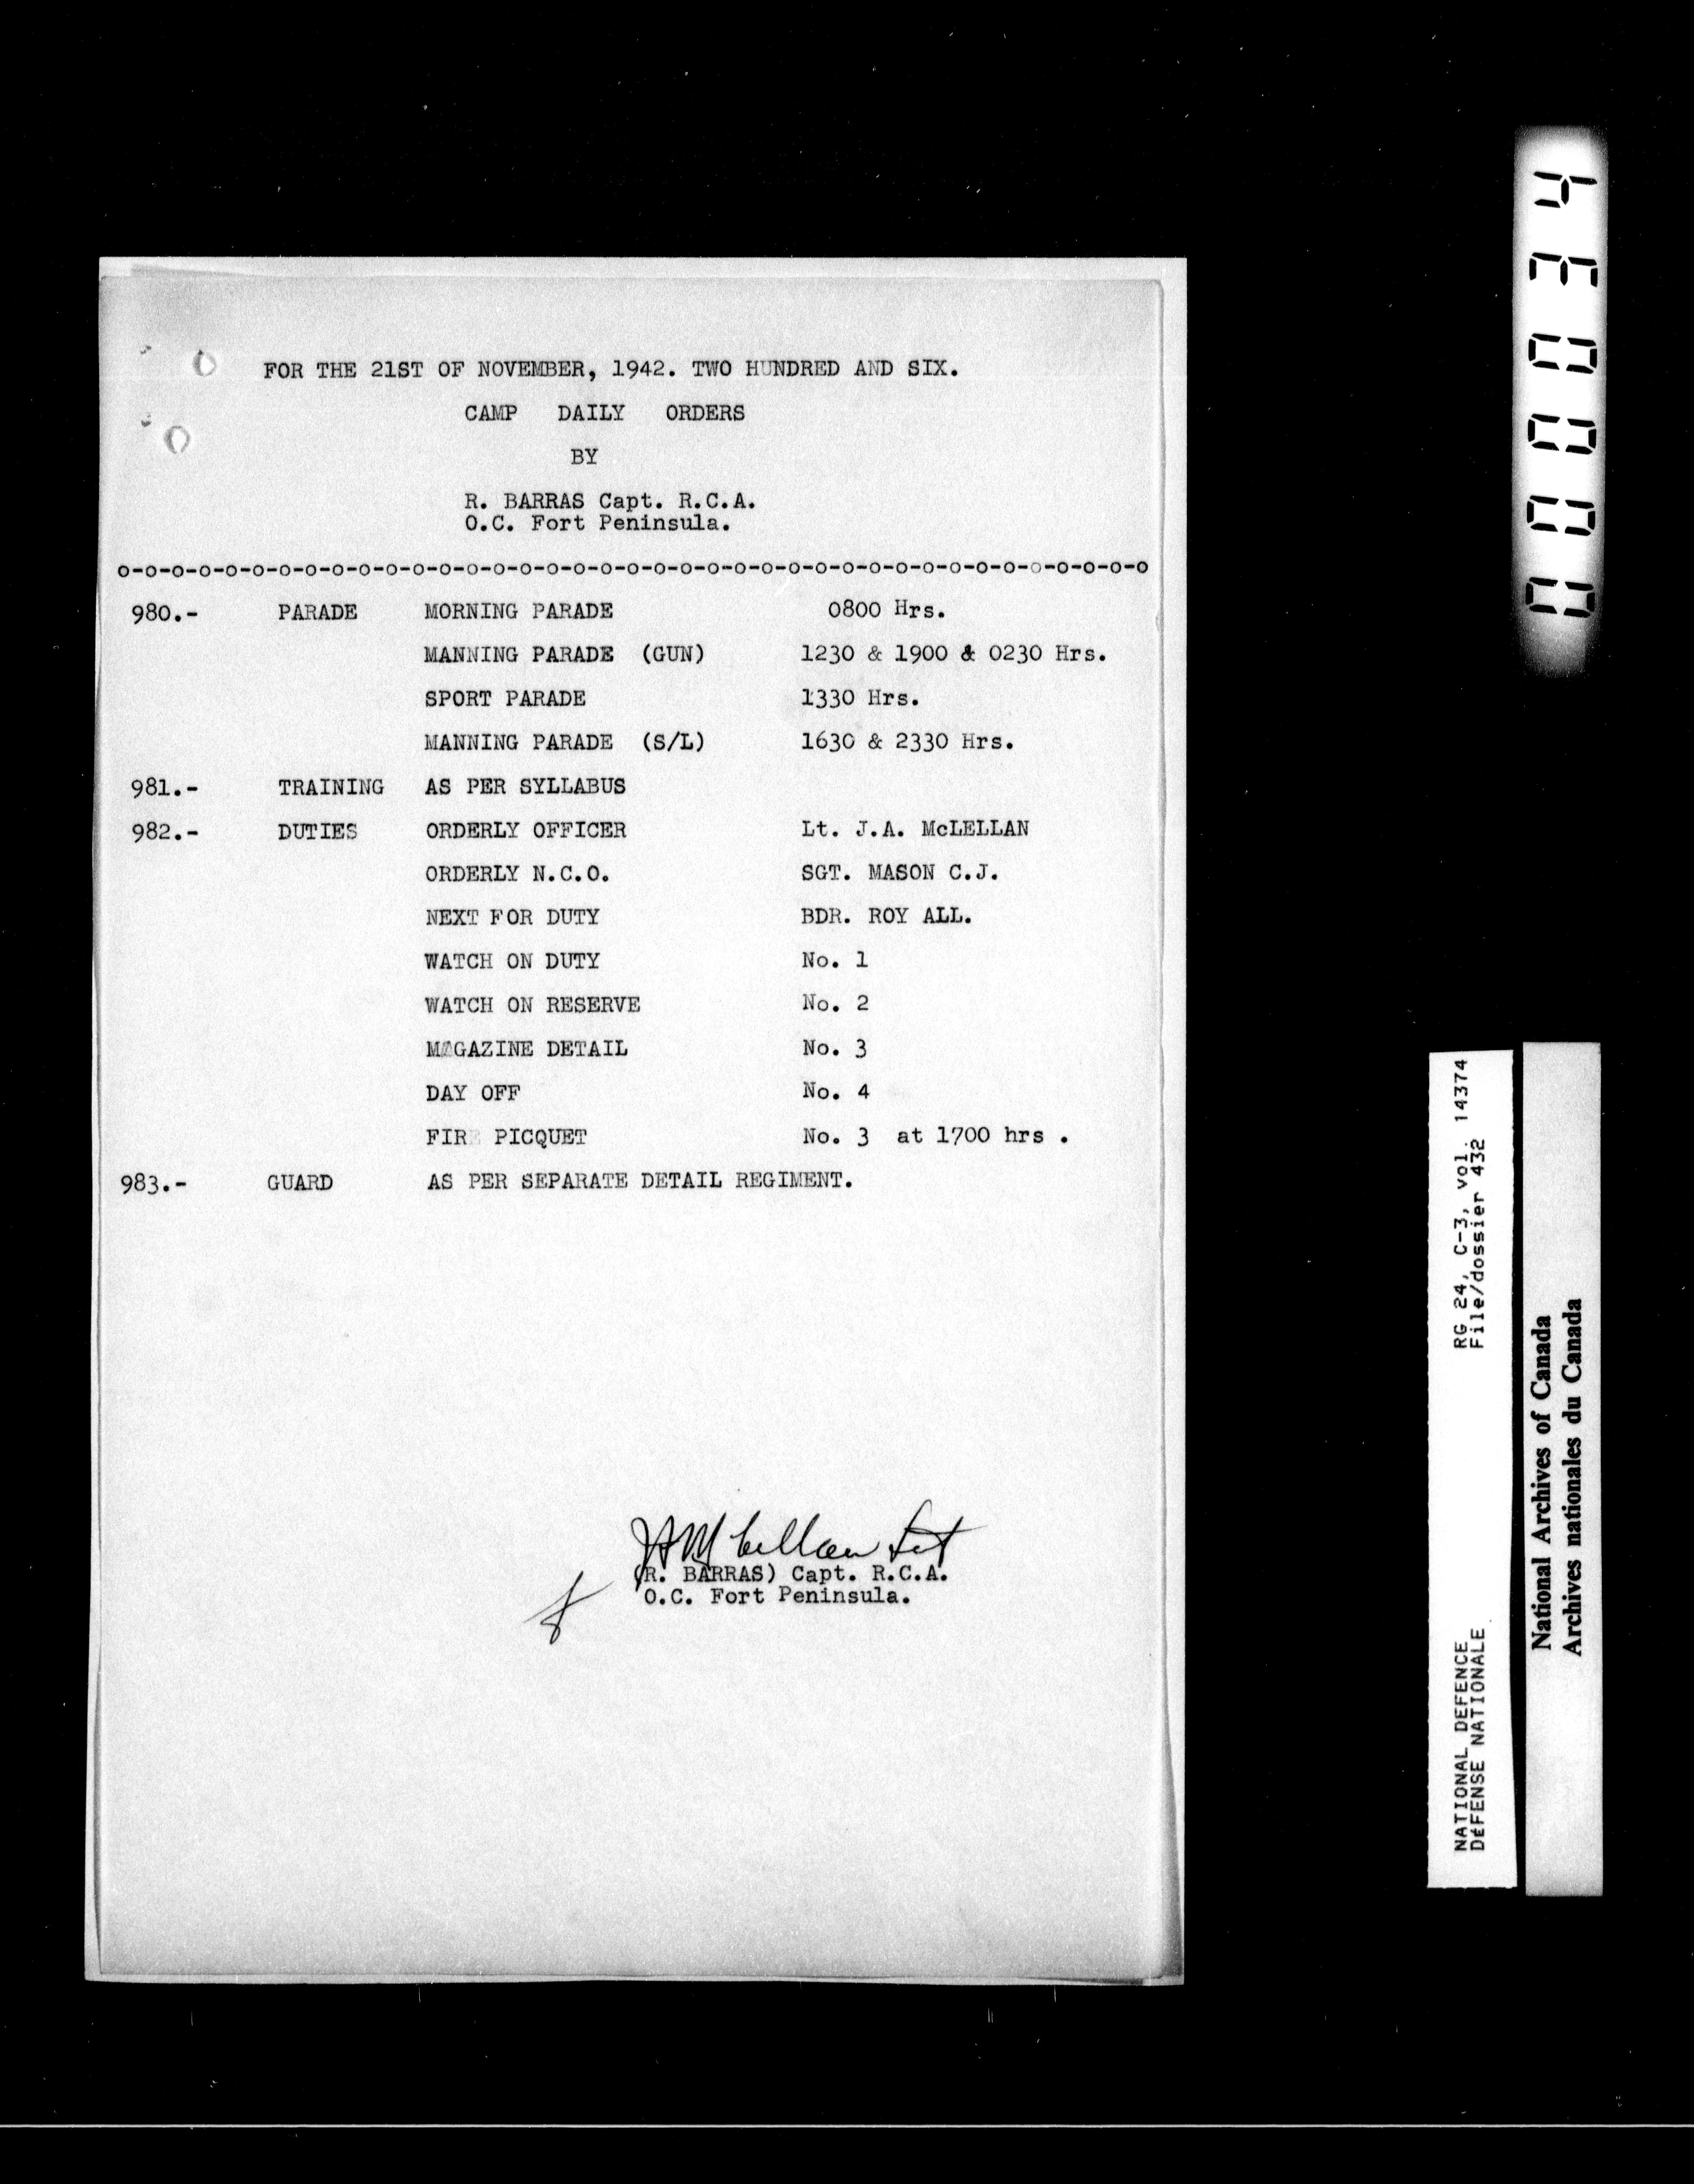 FOR THE 21ST OF NOVEMBER, 1942. TWO HUNDRED AND SIX.
CAMP DAILY ORDERS
BY
R. BARRAS Capt. R.C.A.
O.C. Fort Peninsula.
o-o-o-o-o-o-o-o-o-o-o-o-o-o-o-o-o-o-o-o-o-o-o-o-o-o-o-o-o-o-o-o-o-o-o-o-o-o-o
980.- PARADE MORNING PARADE 0800 Hrs.
MANNING PARADE (GUN) 1230 & 1900 & 0230 Hrs.
SPORT PARADE 1330 Hrs.
MANNING PARADE (S/L) 1630 & 2330 Hrs.
981.- TRAINING AS PER SYLLABUS
982.- DUTIES ORDERLY OFFICER Lt. J.A. McLELLAN
ORDERLY N.C.O. SGT. MASON C.J.
NEXT FOR DUTY BDR. ROY ALL.
WATCH ON DUTY No. 1
WATCH ON RESERVE No. 2
MAGAZINE DETAIL No. 3
DAY OFF No. 4
FIRE PICQUET No. 3 at 1700 hrs .
983.- GUARD AS PER SEPARATE DETAIL REGIMENT.
JAMcLellan Lt
(R. BARRAS) Capt. R.C.A.
O.C. Fort Peninsula.
000034
RG 24, C-3, vol. 14374
File/dossier 432
NATIONAL DEFENCE
DéFENSE NATIONALE
National Archives of Canada
Archives nationales du Canada